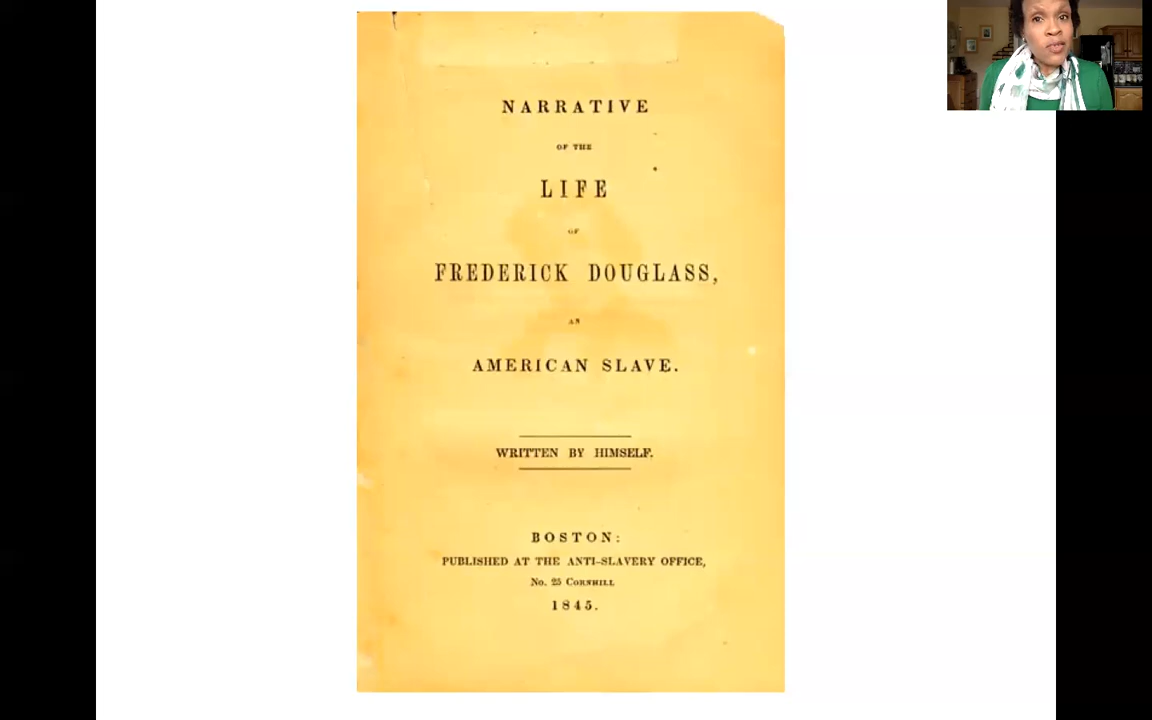 NARRATIVE
OF THE
LIFE
OF
FREDERICK DOUGLASS,
AN
AMERICAN SLAVE.
WRITTEN BY HIMSELF.
BOSTON:
PUBLISHED AT THE ANTI-SLAVERY OFFICE,
No. 25 CORNHILL
1845.